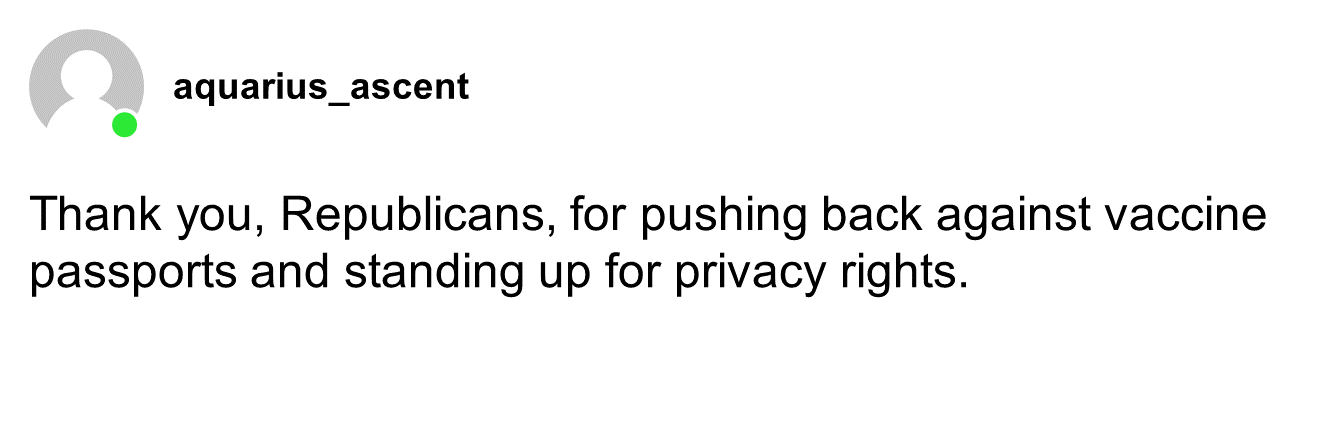 aquarius_ascent
Thank you, Republicans, for pushing back against vaccine
passports and standing up for privacy rights.